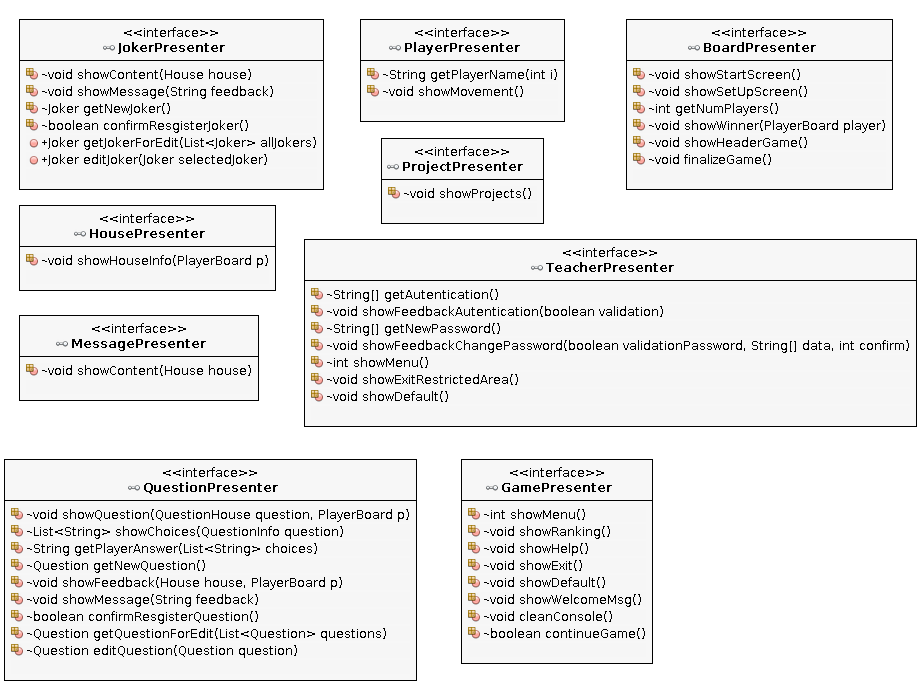 <<interface>>
JokerPresenter
~void showContent(House house)
~void showMessage(String feedback)
~Joker getNewJoker()
~boolean confirmResgisterJoker()
+Joker getJokerForEdit(List<Joker> allJokers)
+Joker editJoker(Joker selectedJoker)
<<interface>>
PlayerPresenter
~String getPlayerName(int i)
~void showMovement()
<<interface>>
BoardPresenter
~void showStartScreen()
~void showSetUpScreen()
~int getNumPlayers()
~void showWinner(PlayerBoard player)
~void showHeaderGame()
~void finalizeGame()
<<interface>>
ProjectPresenter
~void showProjects()
<<interface>>
HousePresenter
~void showHouseInfo(PlayerBoard p)
<<interface>>
TeacherPresenter
~String[] getAutentication()
~void showFeedbackAutentication(boolean validation)
~String[] getNewPassword()
~void showFeedbackChangePassword(boolean validationPassword, String[] data, int confirm)
~int showMenu()
~void showExitRestrictedArea()
~void showDefault()
<<interface>>
MessagePresenter
~void showContent(House house)
<<interface>>
QuestionPresenter
~void showQuestion(QuestionHouse question, PlayerBoard p)
~List<String> showChoices(QuestionInfo question)
~String getPlayerAnswer(List<String> choices)
~Question getNewQuestion()
~void showFeedback(House house, PlayerBoard p)
~void showMessage(String feedback)
~boolean confirmResgisterQuestion()
~Question getQuestionForEdit(List<Question> questions)
~Question editQuestion(Question question)
<<interface>>
GamePresenter
~int showMenu()
~void showRanking()
~void showHelp()
~void showExit()
~void showDefault()
~void showWelcomeMsg()
~void cleanConsole()
~boolean continueGame()